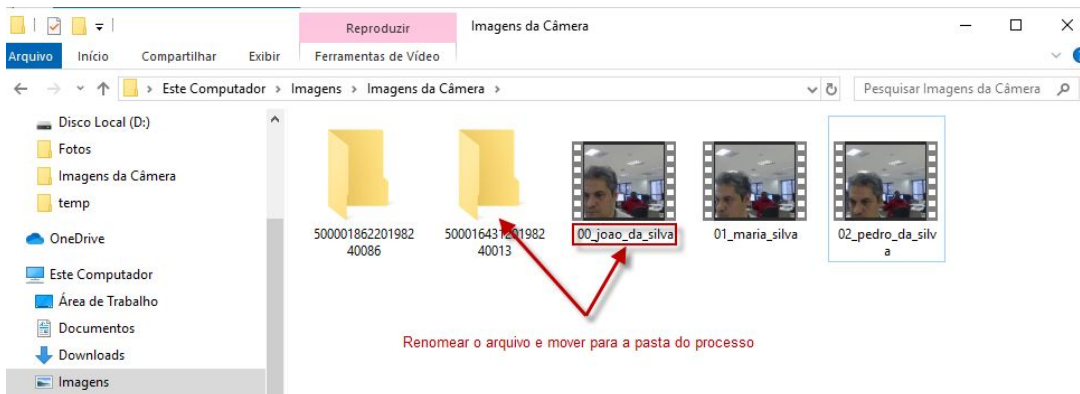 Reproduzir
Imagens da Câmera
Arquivo
Início
Compartilhar
Exibir
Ferramentas de Vídeo
Este Computador > Imagens > Imagens da Câmera >
Pesquisar Imagens da Câmera
Disco Local (D:)
Fotos
Imagens da Câmera
temp
OneDrive
Este Computador
Área de Trabalho
Documentos
Downloads
Imagens
500001862201982
40086
500016431201982
40013
00_joao_da_silva
01_maria_silva
02_pedro_da_silv
a
Renomear o arquivo e mover para a pasta do processo